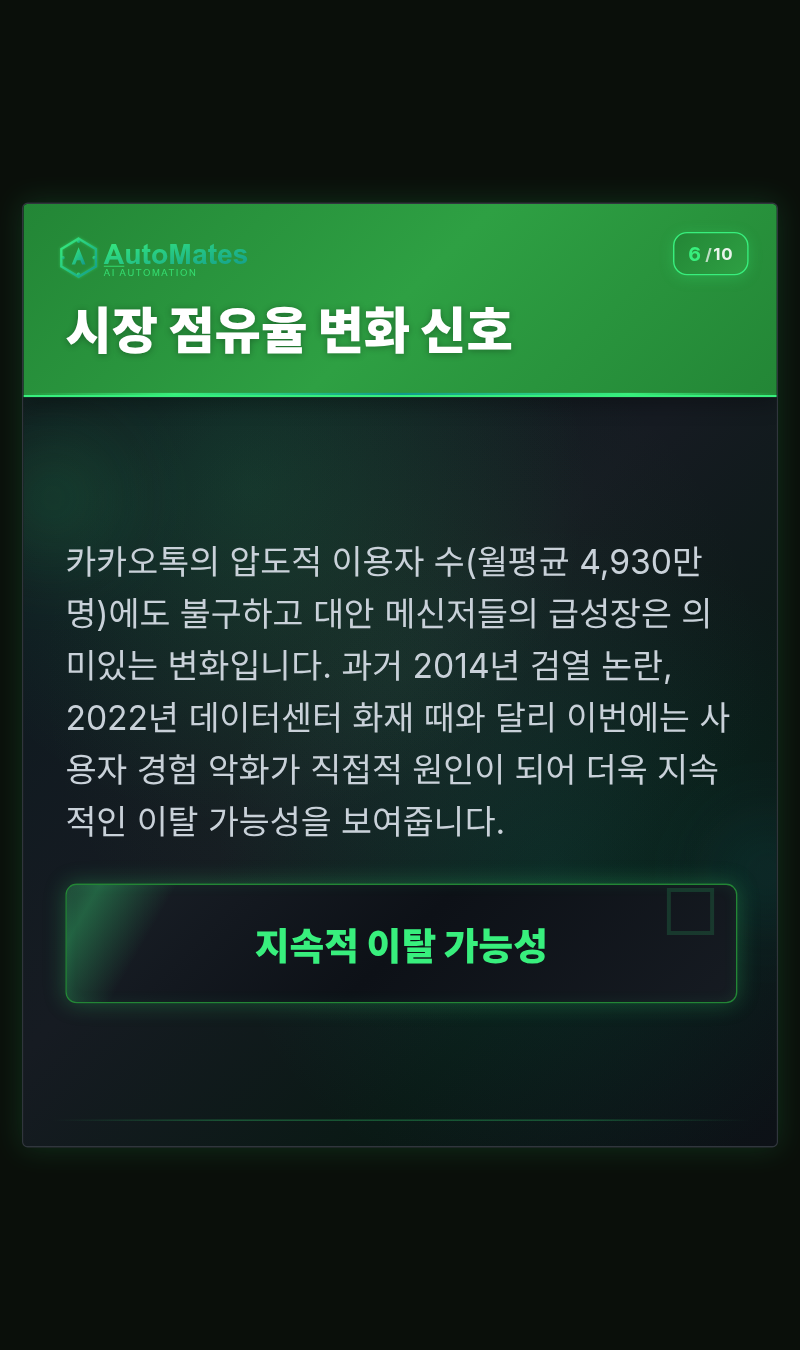 AutoMates
AI AUTOMATION
6 / 10
시장 점유율 변화 신호
카카오톡의 압도적 이용자 수(월평균 4,930만
명)에도 불구하고 대안 메신저들의 급성장은 의
미있는 변화입니다. 과거 2014년 검열 논란,
2022년 데이터센터 화재 때와 달리 이번에는 사
용자 경험 악화가 직접적 원인이 되어 더욱 지속
적인 이탈 가능성을 보여줍니다.
지속적 이탈 가능성